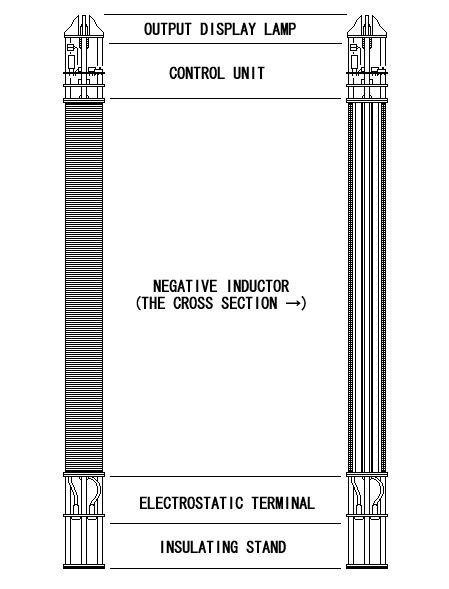 OUTPUT DISPLAY LAMP
CONTROL UNIT
NEGATIVE INDUCTOR
(THE CROSS SECTION →)
ELECTROSTATIC TERMINAL
INSULATING STAND